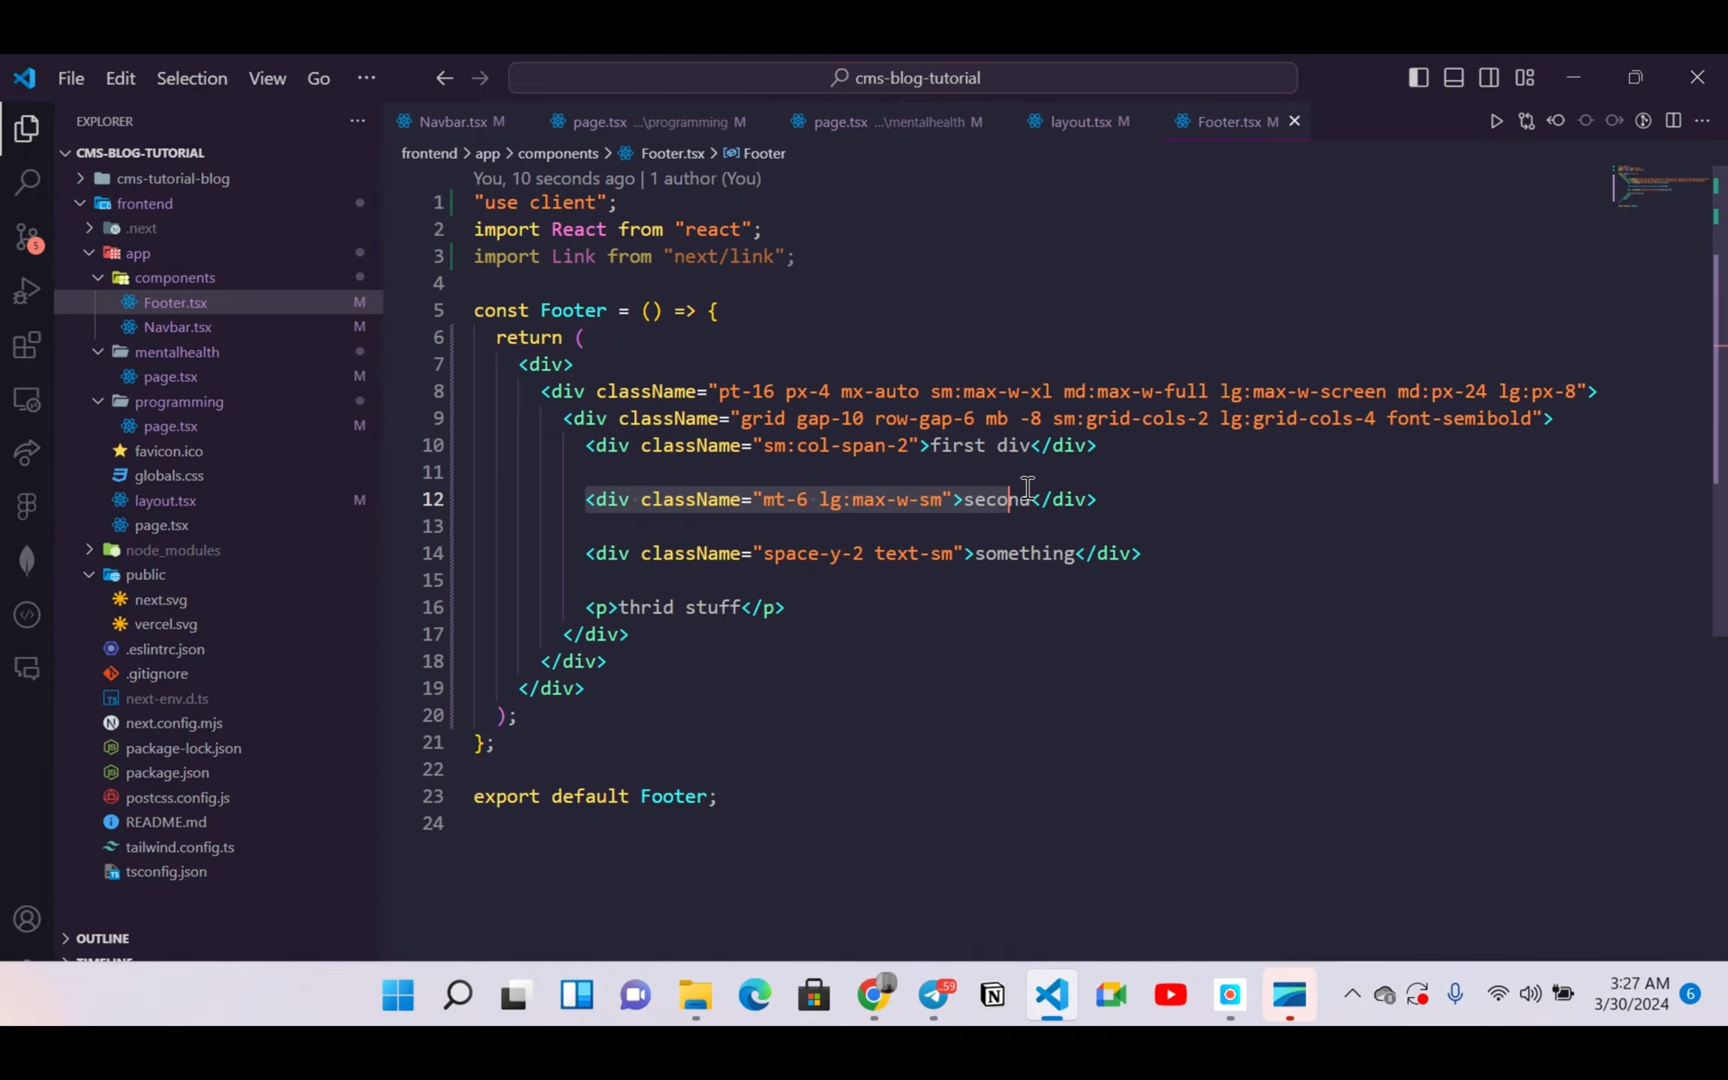 File Edit Selection View Go ··· cms-blog-tutorial
EXPLORER ···
CMS-BLOG-TUTORIAL
cms-tutorial-blog
frontend
.next
app
components
Footer.tsx M
Navbar.tsx M
mentalhealth
page.tsx M
programming
page.tsx M
favicon.ico
globals.css
layout.tsx M
page.tsx
node_modules
public
next.svg
vercel.svg
.eslintrc.json
.gitignore
next-env.d.ts
next.config.mjs
package-lock.json
package.json
postcss.config.js
README.md
tailwind.config.ts
tsconfig.json
OUTLINE
TIMELINE
5
Navbar.tsx M page.tsx ...\programming M page.tsx ...\mentalhealth M layout.tsx M Footer.tsx M
frontend > app > components > Footer.tsx > Footer
You, 10 seconds ago | 1 author (You)
1 "use client";
2 import React from "react";
3 import Link from "next/link";
4
5 const Footer = () => {
6 return (
7 <div>
8 <div className="pt-16 px-4 mx-auto sm:max-w-xl md:max-w-full lg:max-w-screen md:px-24 lg:px-8">
9 <div className="grid gap-10 row-gap-6 mb -8 sm:grid-cols-2 lg:grid-cols-4 font-semibold">
10 <div className="sm:col-span-2">first div</div>
11
12 <div className="mt-6 lg:max-w-sm">second</div>
13
14 <div className="space-y-2 text-sm">something</div>
15
16 <p>thrid stuff</p>
17 </div>
18 </div>
19 </div>
20 );
21 };
22
23 export default Footer;
24
59
3:27 AM
3/30/2024
6